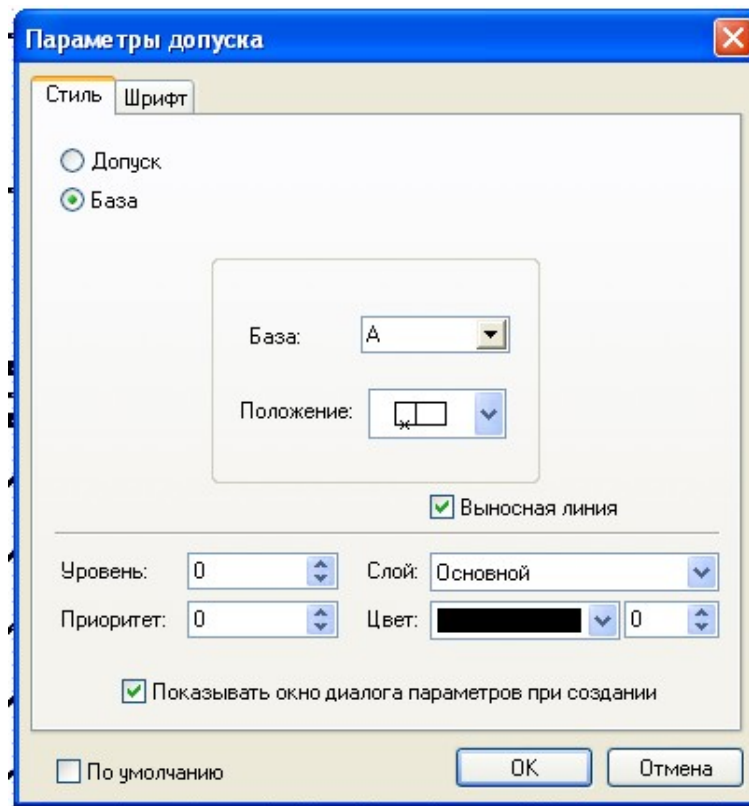 Параметры допуска
Стиль Шрифт
Допуск
База
База: А
Положение:
Выносная линия
Уровень: 0 Слой: Основной
Приоритет: 0 Цвет: 0
Показывать окно диалога параметров при создании
По умолчанию OK Отмена